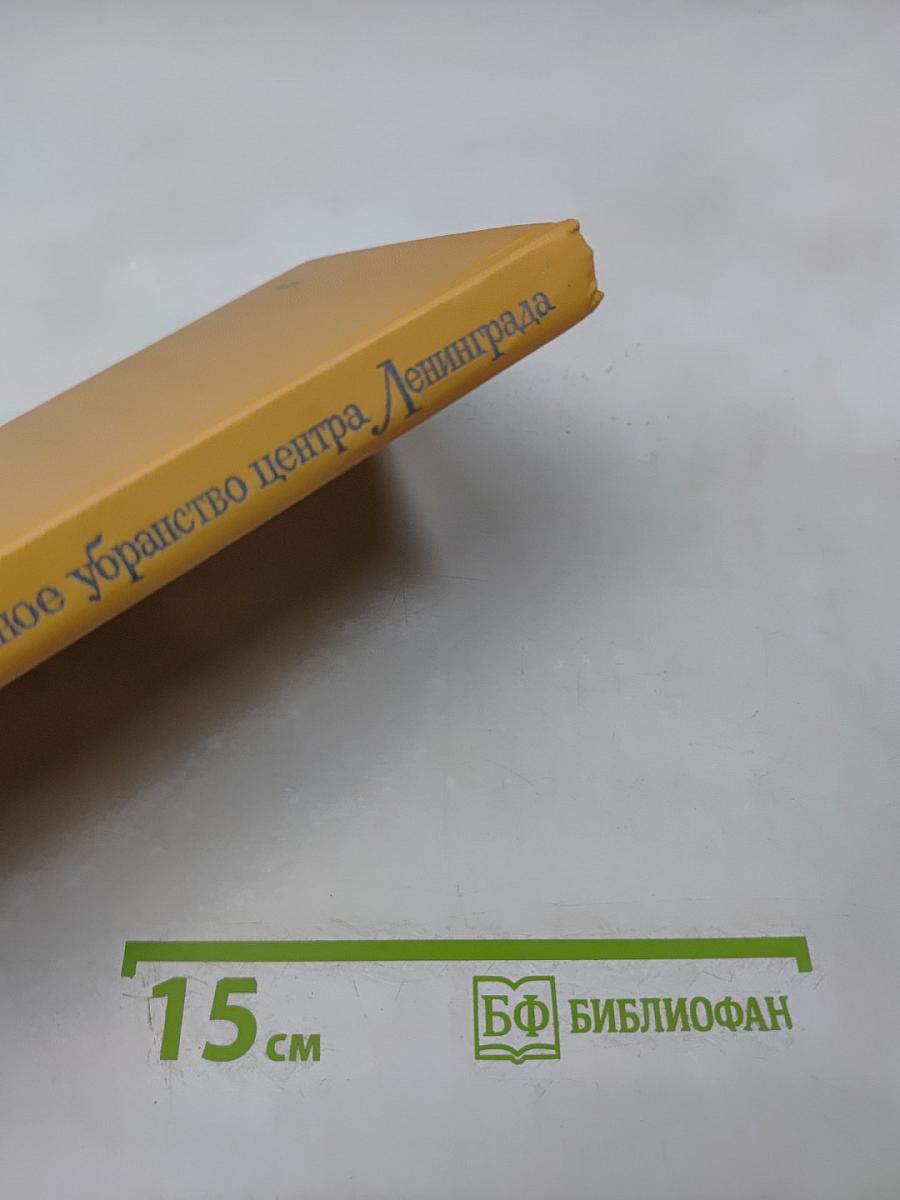 ное убранство центра Ленинграда
15 см
БФ БИБЛИОФАН